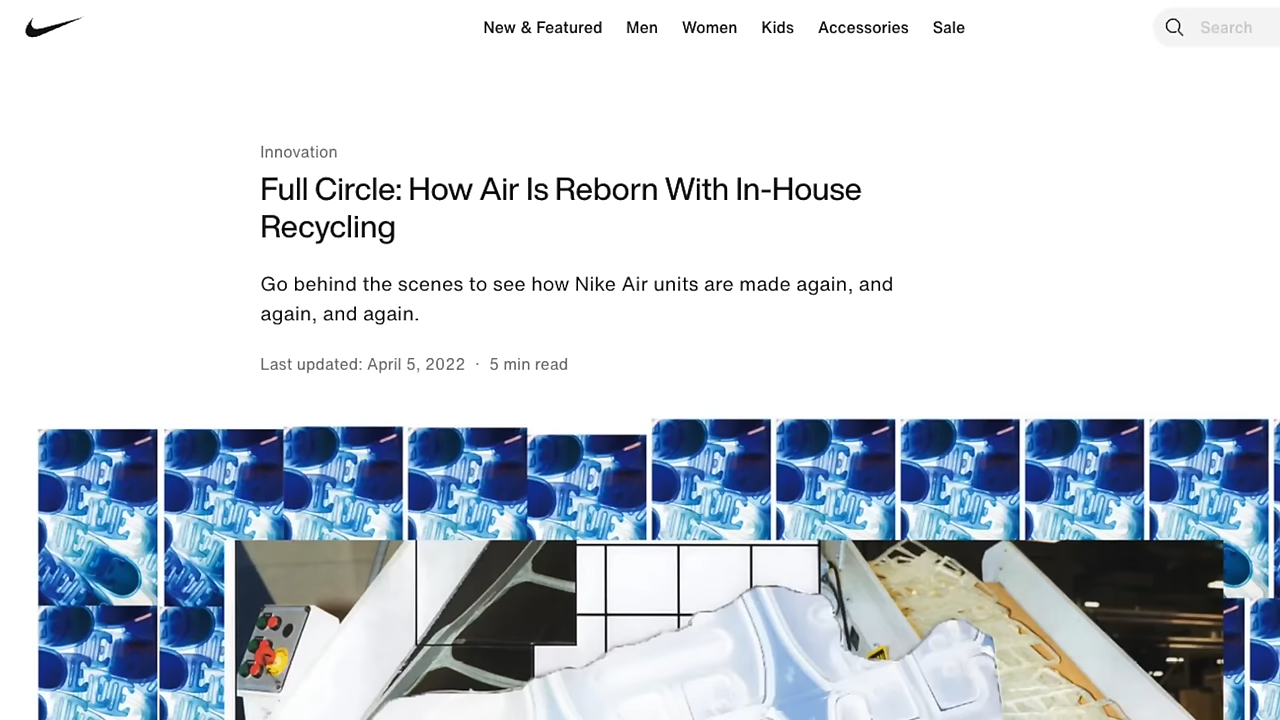 New & Featured Men Women Kids Accessories Sale Search
Innovation
Full Circle: How Air Is Reborn With In-House
Recycling
Go behind the scenes to see how Nike Air units are made again, and
again, and again.
Last updated: April 5, 2022 · 5 min read